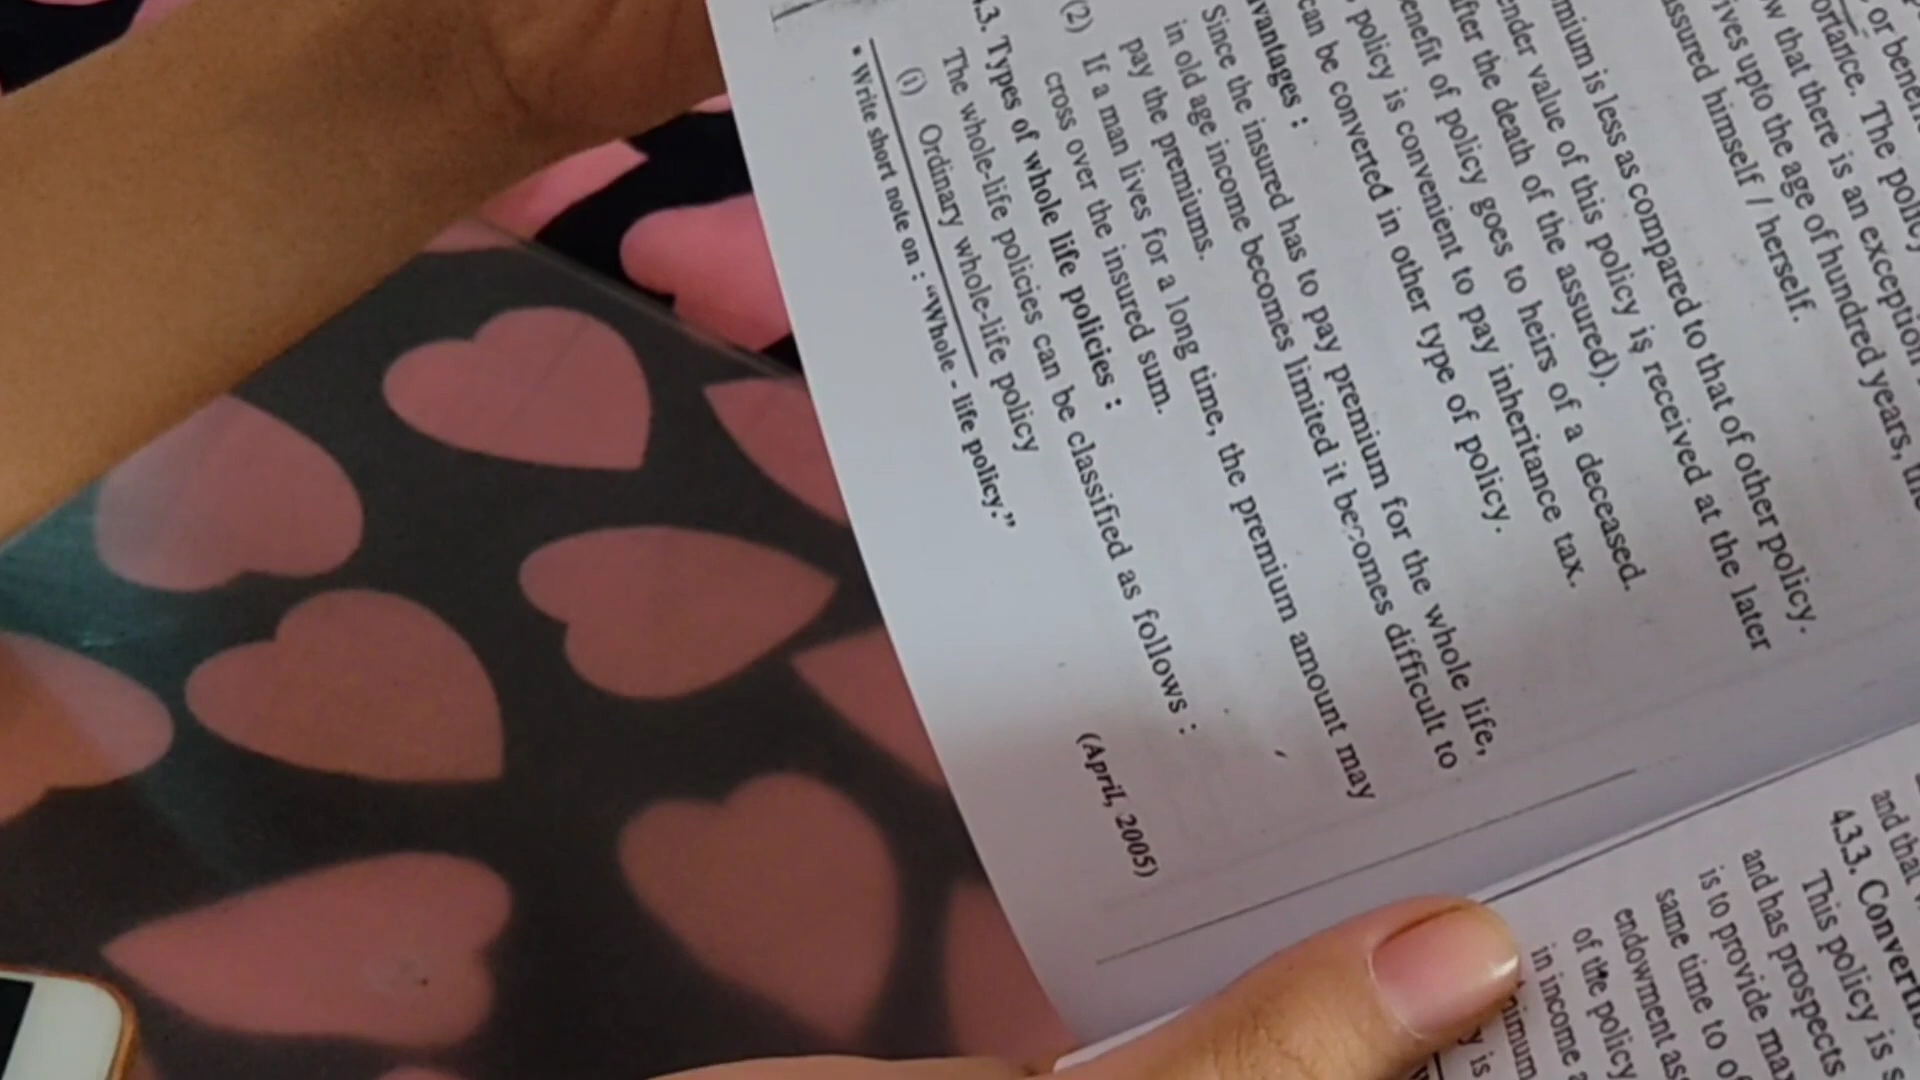 or
ortance. The policy
w that there is an exception
ives upto the age of hundred years,
assured himself / herself.
mium is less as compared to that of other policy.
ender value of this policy is received at the later
fter the death of the assured).
enefit of policy goes to heirs of a deceased.
policy is convenient to pay inheritance tax.
can be converted in other type of policy.
vantages :
Since the insured has to pay premium for the whole life,
in old age income becomes limited it becomes difficult to
pay the premiums.
(2) If a man lives for a long time, the premium amount may
cross over the insured sum.
.3. Types of whole life policies :
The whole-life policies can be classified as follows :
(i) Ordinary whole-life policy
* Write short note on : “Whole - life policy.” (April, 2005)
and that
4.3.3. Converti
This policy is s
and has prospects
is to provide max
same time to of
endowment ass
of the policy
in income
nimum
y is